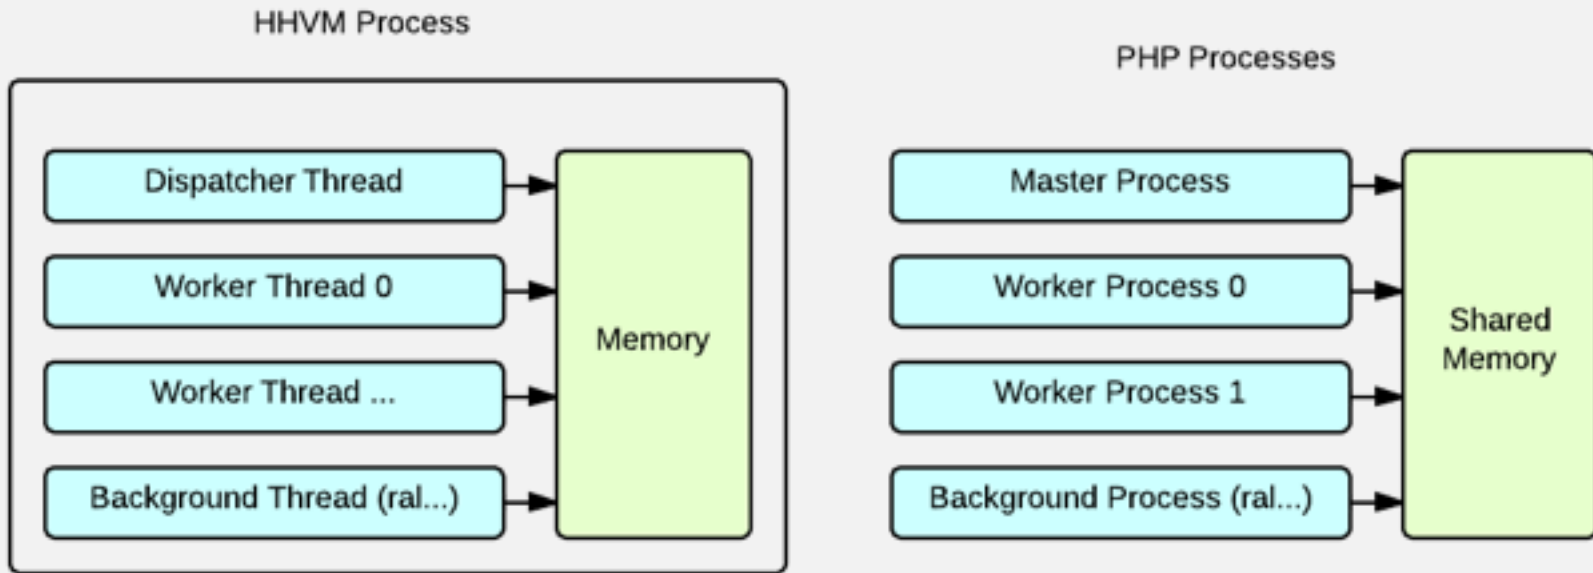 HHVM Process
Dispatcher Thread
Worker Thread 0
Worker Thread ...
Background Thread (ral...)
Memory
PHP Processes
Master Process
Worker Process 0
Worker Process 1
Background Process (ral...)
Shared
Memory